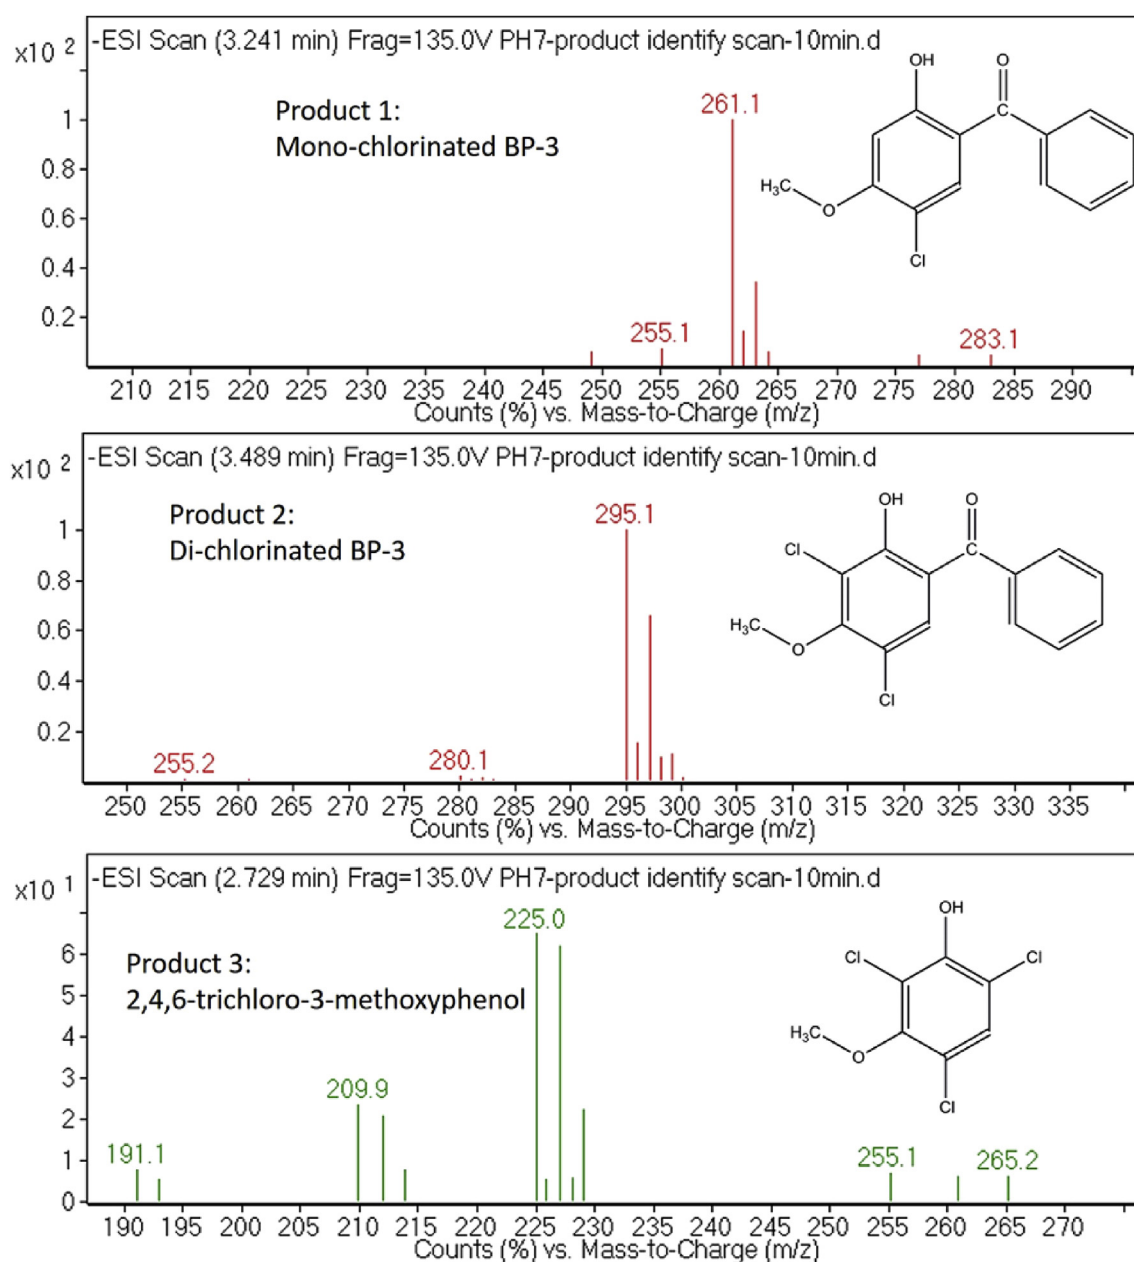 x10 2
-ESI Scan (3.241 min) Frag=135.0V PH7-product identify scan-10min.d
Product 1:
Mono-chlorinated BP-3
261.1
255.1
283.1
1
0.8
0.6
0.4
0.2
OH
O
C
H3C
O
Cl
210 215 220 225 230 235 240 245 250 255 260 265 270 275 280 285 290
Counts (%) vs. Mass-to-Charge (m/z)
x10 2
-ESI Scan (3.489 min) Frag=135.0V PH7-product identify scan-10min.d
Product 2:
Di-chlorinated BP-3
295.1
255.2
280.1
1
0.8
0.6
0.4
0.2
OH
O
Cl
C
H3C
O
Cl
250 255 260 265 270 275 280 285 290 295 300 305 310 315 320 325 330 335
Counts (%) vs. Mass-to-Charge (m/z)
x10 1
-ESI Scan (2.729 min) Frag=135.0V PH7-product identify scan-10min.d
Product 3:
2,4,6-trichloro-3-methoxyphenol
225.0
209.9
191.1
255.1
265.2
6
5
4
3
2
1
0
OH
Cl
Cl
H3C
O
Cl
190 195 200 205 210 215 220 225 230 235 240 245 250 255 260 265 270
Counts (%) vs. Mass-to-Charge (m/z)